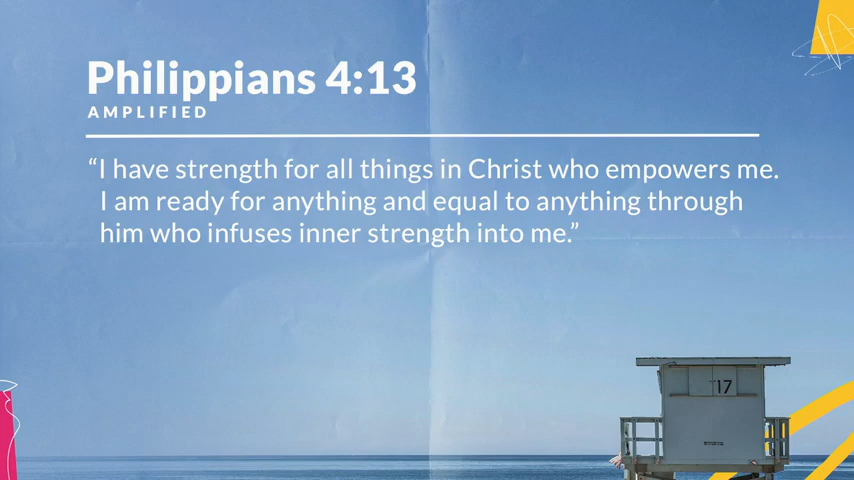 Philippians 4:13
AMPLIFIED
“I have strength for all things in Christ who empowers me.
I am ready for anything and equal to anything through
him who infuses inner strength into me.”
17